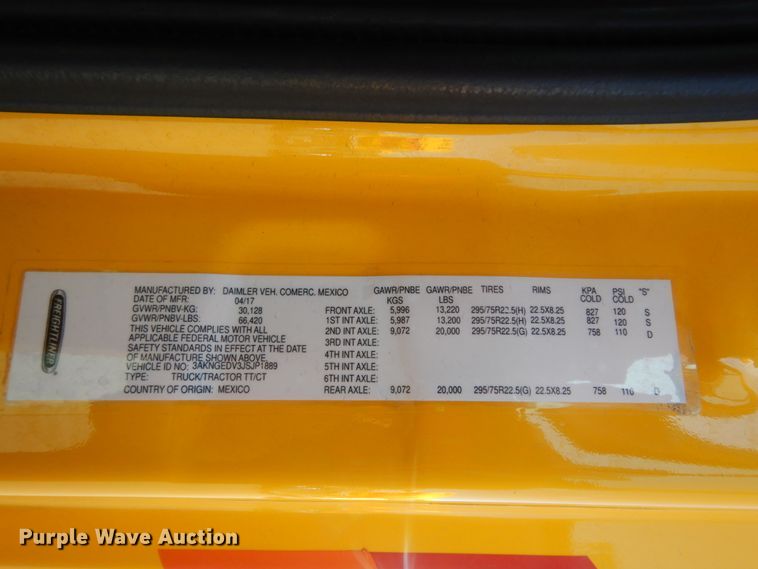 FREIGHTLINER
MANUFACTURED BY: DAIMLER VEH. COMERC. MEXICO
DATE OF MFR: 04/17
GVWR/PNBV-KG: 30,128
GVWR/PNBV-LBS: 66,420
THIS VEHICLE COMPLIES WITH ALL
APPLICABLE FEDERAL MOTOR VEHICLE
SAFETY STANDARDS IN EFFECT AT THE DATE
OF MANUFACTURE SHOWN ABOVE.
VEHICLE ID NO: 3AKNGEDV3JSJP1889
TYPE: TRUCK/TRACTOR TT/CT
COUNTRY OF ORIGIN: MEXICO
GAWR/PNBE GAWR/PNBE TIRES RIMS KPA PSI "S"
KGS LBS COLD COLD
FRONT AXLE: 5,996 13,220 295/75R22.5(H) 22.5X8.25 827 120 S
1ST INT AXLE: 5,987 13,200 295/75R22.5(H) 22.5X8.25 827 120 S
2ND INT AXLE: 9,072 20,000 295/75R22.5(G) 22.5X8.25 758 110 D
3RD INT AXLE:
4TH INT AXLE:
5TH INT AXLE:
6TH INT AXLE:
REAR AXLE: 9,072 20,000 295/75R22.5(G) 22.5X8.25 758 110 D
Purple Wave Auction